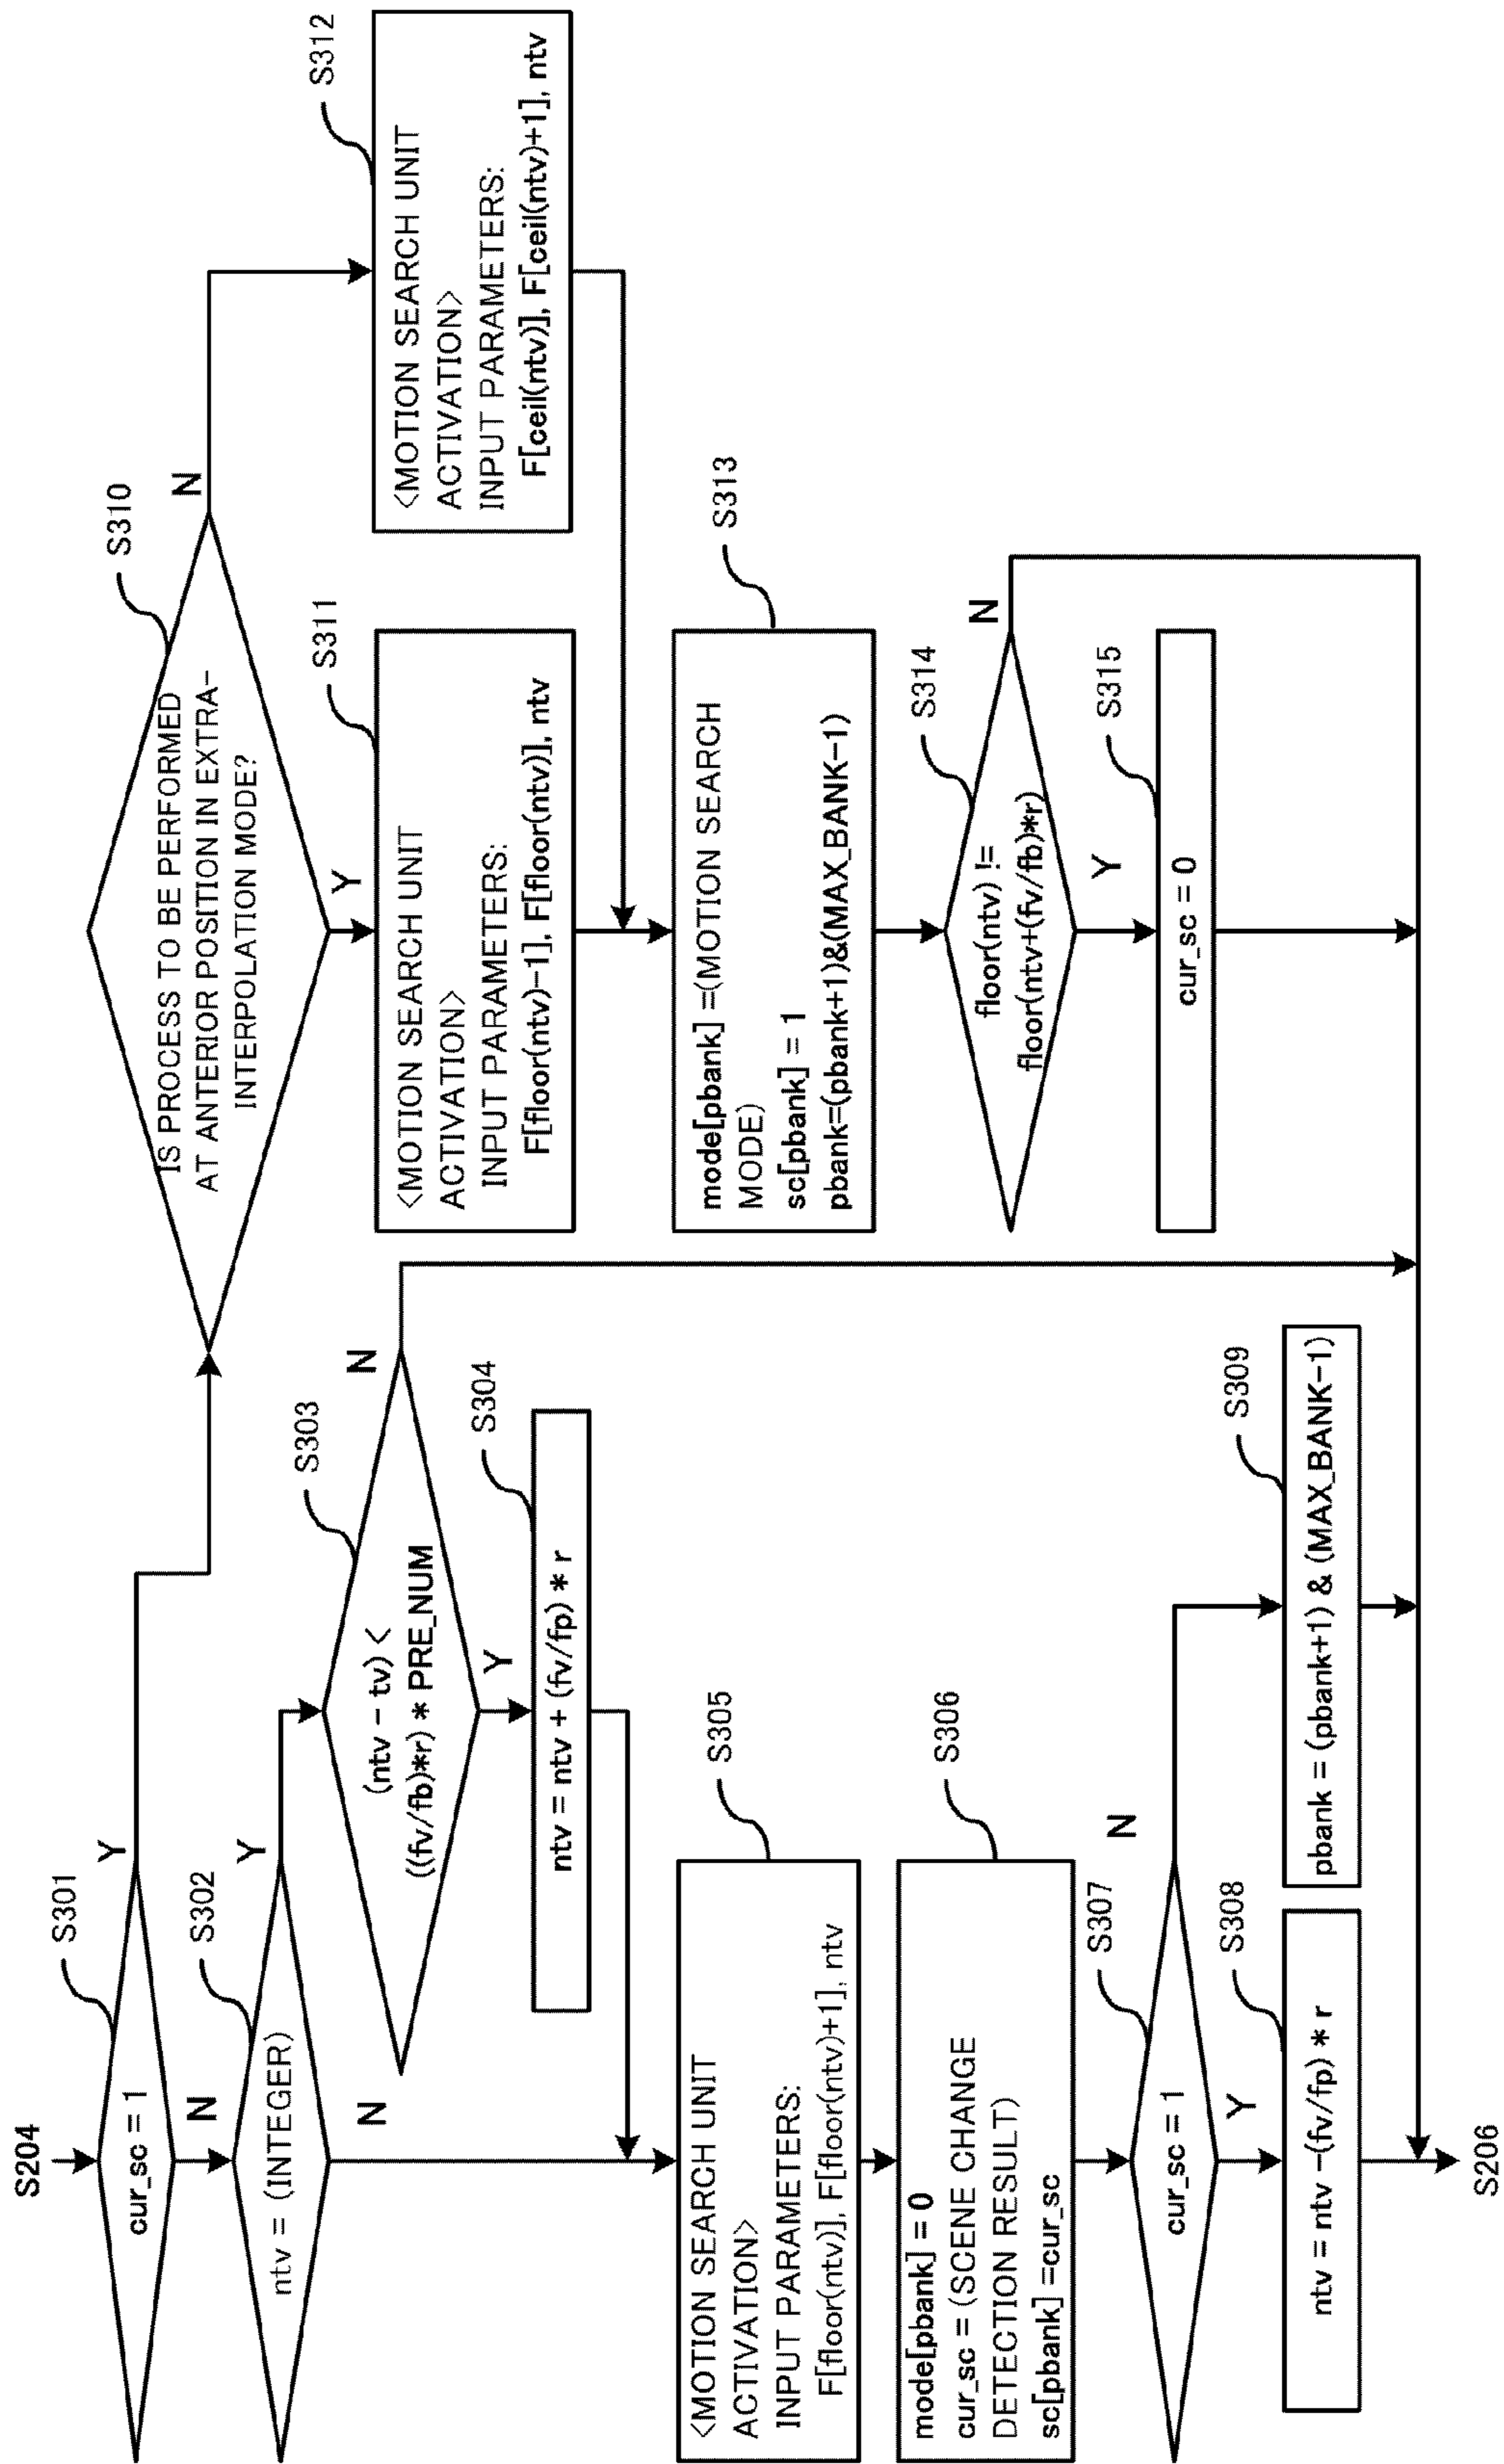 S204
S301
cur_sc = 1
Y
N
S302
ntv = (INTEGER)
Y
N
S303
(ntv − tv) <
((fv/fb)*r) * PRE_NUM
N
Y
S304
ntv = ntv + (fv/fp) * r
S305
<MOTION SEARCH UNIT
ACTIVATION>
INPUT PARAMETERS:
F[floor(ntv)], F[floor(ntv)+1], ntv
S306
mode[pbank] = 0
cur_sc = (SCENE CHANGE
DETECTION RESULT)
sc[pbank] =cur_sc
S307
cur_sc = 1
N
Y
S308
ntv = ntv -(fv/fp) * r
S309
pbank = (pbank+1) & (MAX_BANK−1)
S206
S310
IS PROCESS TO BE PERFORMED
AT ANTERIOR POSITION IN EXTRA-
INTERPOLATION MODE?
N
Y
S311
<MOTION SEARCH UNIT
ACTIVATION>
INPUT PARAMETERS:
F[floor(ntv)−1], F[floor(ntv)], ntv
S312
<MOTION SEARCH UNIT
ACTIVATION>
INPUT PARAMETERS:
F[ceil(ntv)], F[ceil(ntv)+1], ntv
S313
mode[pbank] =(MOTION SEARCH
MODE)
sc[pbank] = 1
pbank=(pbank+1)&(MAX_BANK−1)
S314
floor(ntv) !=
floor(ntv+(fv/fb)*r)
N
Y
S315
cur_sc = 0